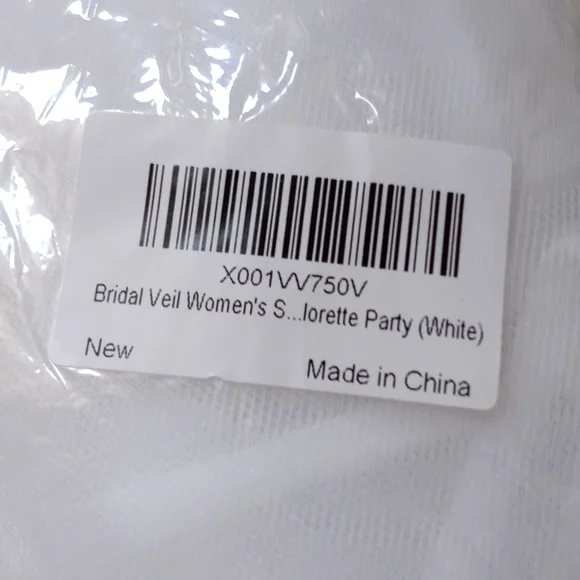 X001VV750V
Bridal Veil Women's S...lorette Party (White)
New
Made in China